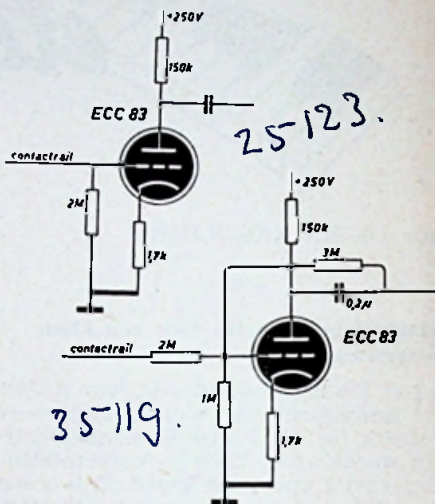 +250V
150k
ECC 83
25-123.
contactrail
2M
1,7k
+250V
150k
3M
0,2µ
ECC83
contactrail
2M
1M
35-119.
1,7k